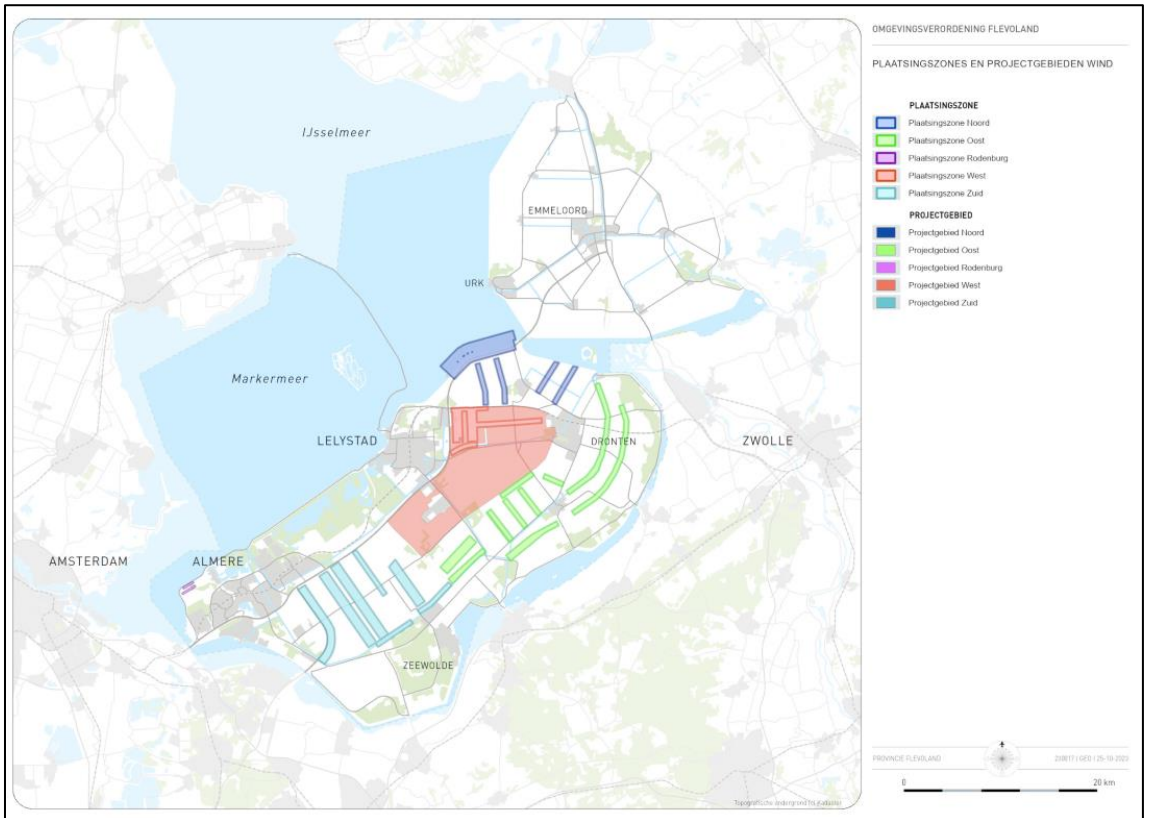 OMGEVINGSVERORDENING FLEVOLAND
PLAATSINGSZONES EN PROJECTGEBIEDEN WIND
PLAATSINGSZONE
Plaatsingszone Noord
Plaatsingszone Oost
Plaatsingszone Rodenburg
Plaatsingszone West
Plaatsingszone Zuid
PROJECTGEBIED
Projectgebied Noord
Projectgebied Oost
Projectgebied Rodenburg
Projectgebied West
Projectgebied Zuid
IJsselmeer
EMMELOORD
URK
Markermeer
LELYSTAD
DRONTEN
ZWOLLE
AMSTERDAM
ALMERE
ZEEWOLDE
PROVINCIE FLEVOLAND
0
20 km
Topografische ondergrond